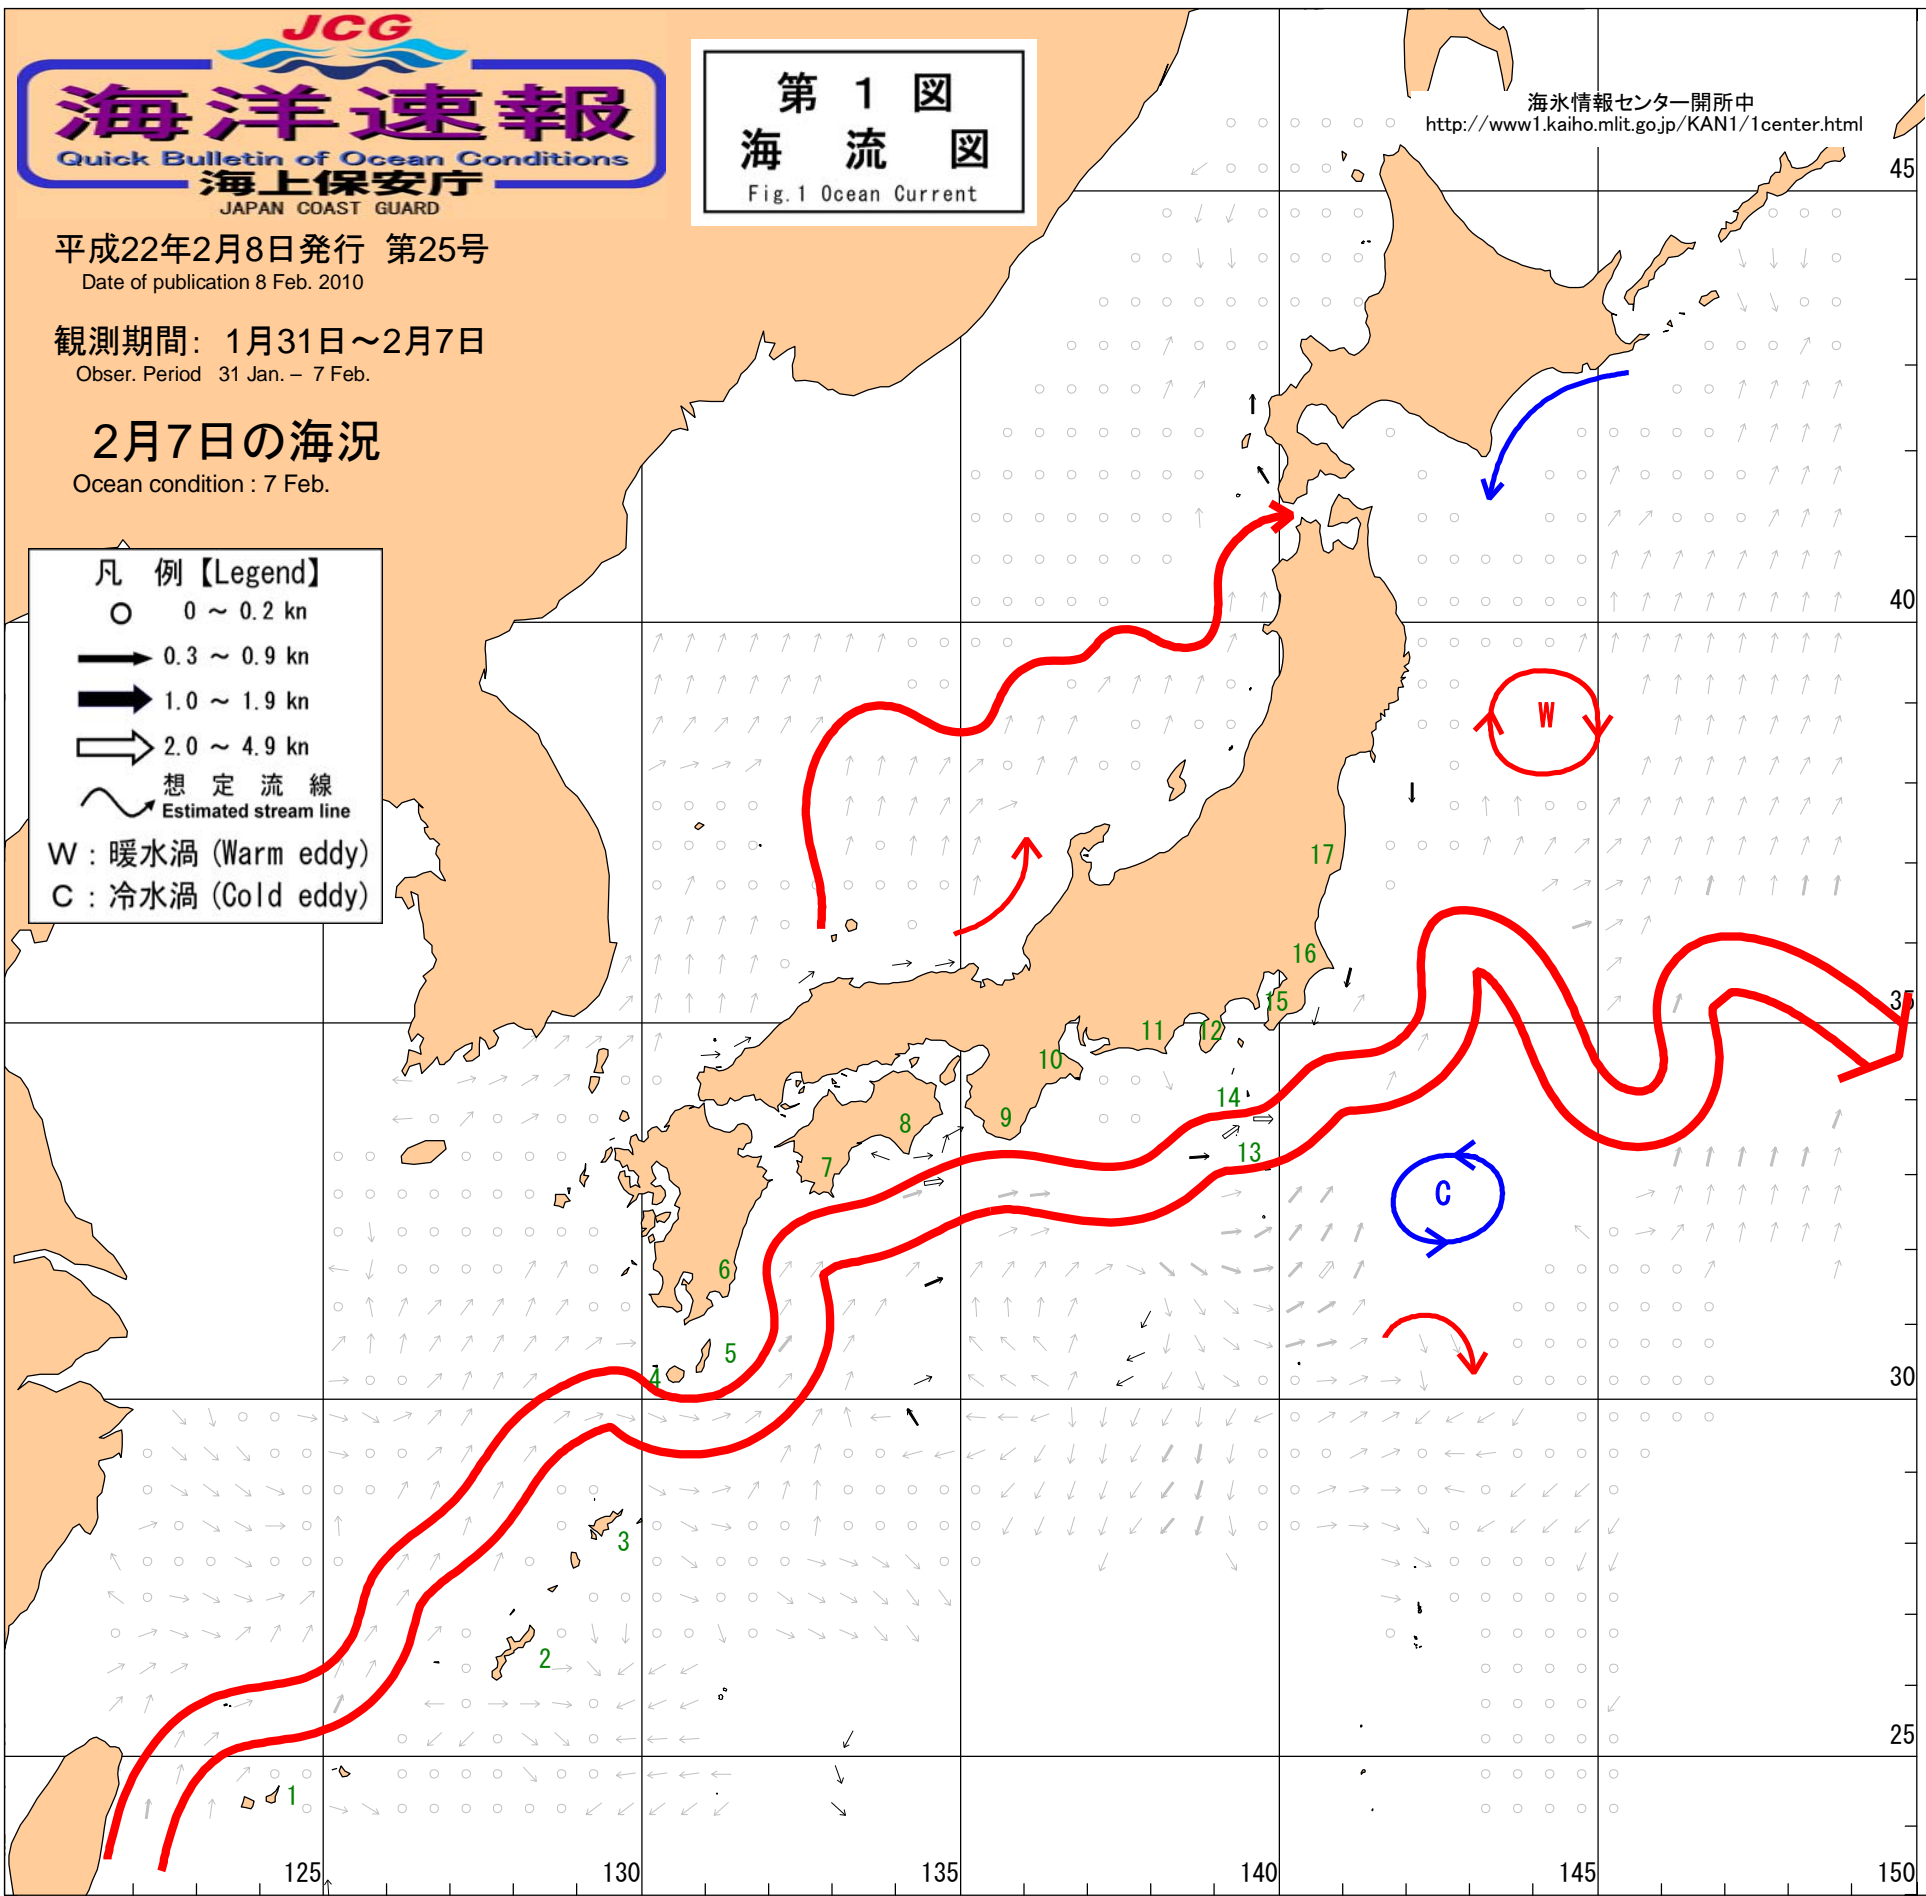 JCG
海洋速報
Quick Bulletin of Ocean Conditions
海上保安庁
JAPAN COAST GUARD
第 1 図
海 流 図
Fig.1 Ocean Current
海氷情報センター開所中
http://www1.kaiho.mlit.go.jp/KAN1/1center.html
平成22年2月8日発行 第25号
Date of publication 8 Feb. 2010
観測期間: 1月31日～2月7日
Obser. Period 31 Jan. – 7 Feb.
2月7日の海況
Ocean condition : 7 Feb.
凡 例【Legend】
0 ～ 0.2 kn
0.3 ～ 0.9 kn
1.0 ～ 1.9 kn
2.0 ～ 4.9 kn
想 定 流 線
Estimated stream line
W : 暖水渦 (Warm eddy)
C : 冷水渦 (Cold eddy)
45
40
W
17
16
35
15
12
11
10
14
9
8
13
7
C
6
5
4
30
3
2
25
1
125
130
135
140
145
150